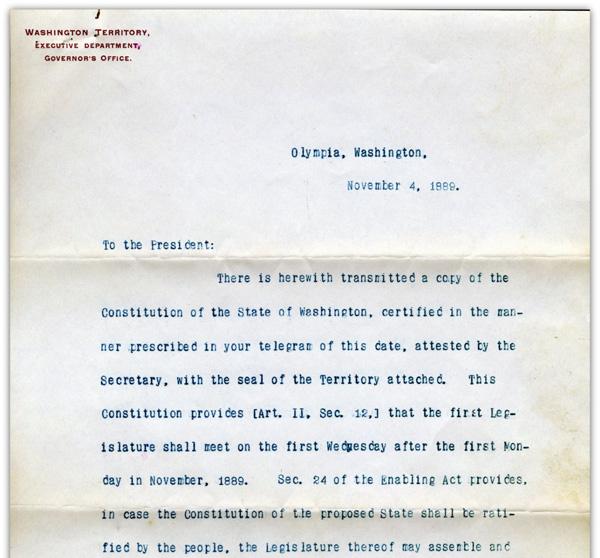 WASHINGTON TERRITORY,
EXECUTIVE DEPARTMENT,
GOVERNOR'S OFFICE.
Olympia, Washington,
November 4, 1889.
To the President:
There is herewith transmitted a copy of the
Constitution of the State of Washington, certified in the man-
ner prescribed in your telegram of this date, attested by the
Secretary, with the seal of the Territory attached. This
Constitution provides [Art. II, Sec. 12,] that the first Leg-
islature shall meet on the first Wednesday after the first Mon-
day in November, 1889. Sec. 24 of the Enabling Act provides,
in case the Constitution of the proposed State shall be rati-
fied by the people, the Legislature thereof may assemble and